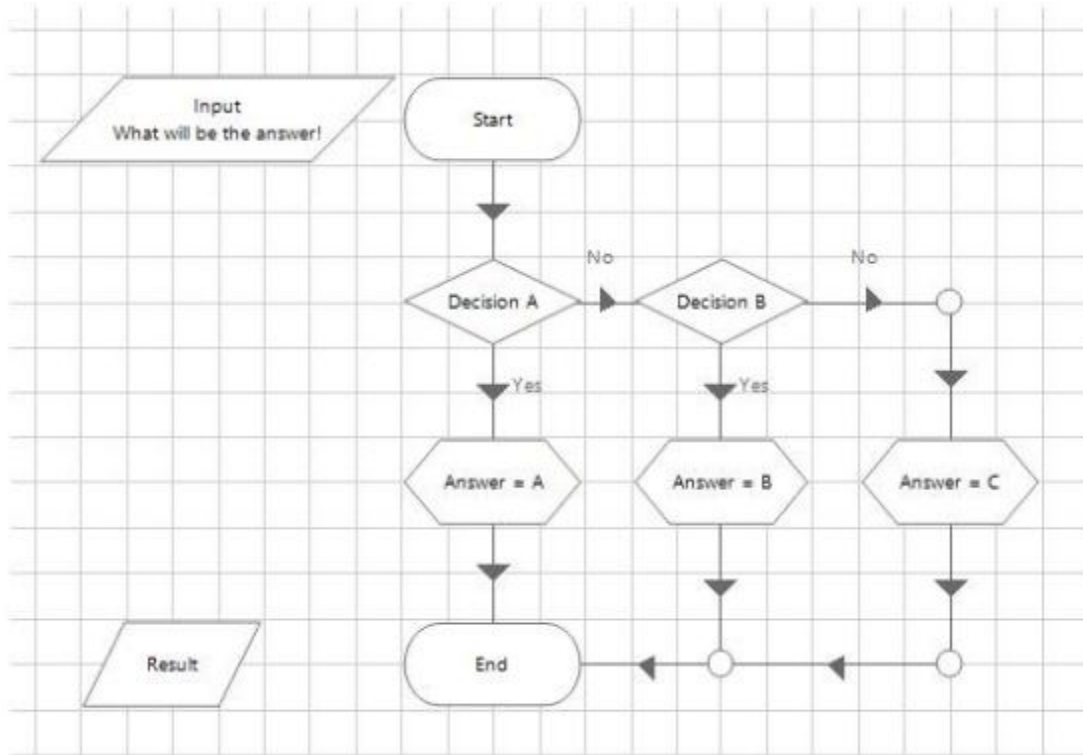 Input
What will be the answer!
Start
No
No
Decision A
Decision B
Yes
Yes
Answer = A
Answer = B
Answer = C
Result
End